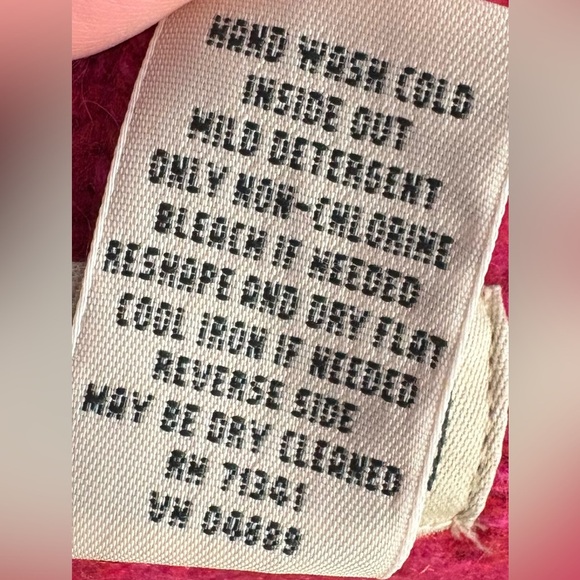 HAND WASH COLD
INSIDE OUT
MILD DETERGENT
ONLY NON-CHLORINE
BLEACH IF NEEDED
RESHAPE AND DRY FLAT
COOL IRON IF NEEDED
REVERSE SIDE
MAY BE DRY CLEANED
RN 71341
VN 04889